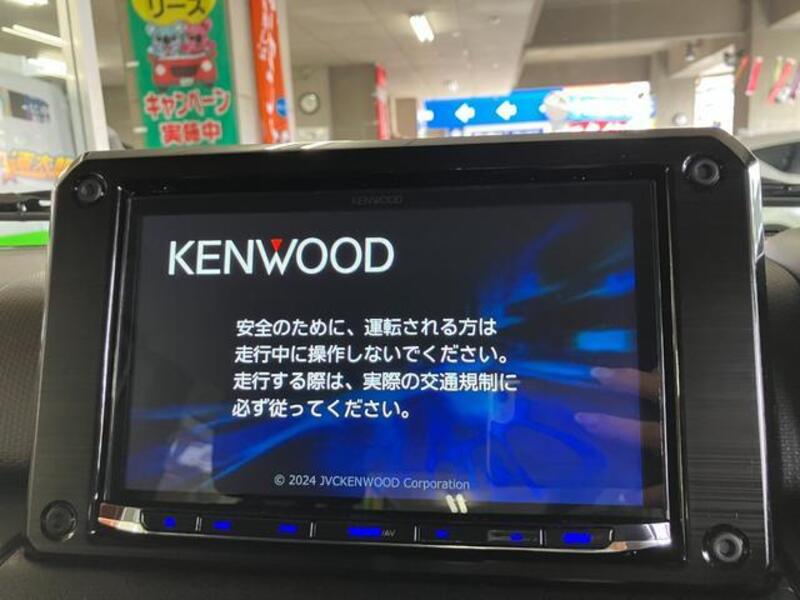 リース
キャンペーン
実施中
KENWOOD
KENWOOD
安全のために、運転される方は
走行中に操作しないでください。
走行する際は、実際の交通規制に
必ず従ってください。
© 2024 JVCKENWOOD Corporation
/AV